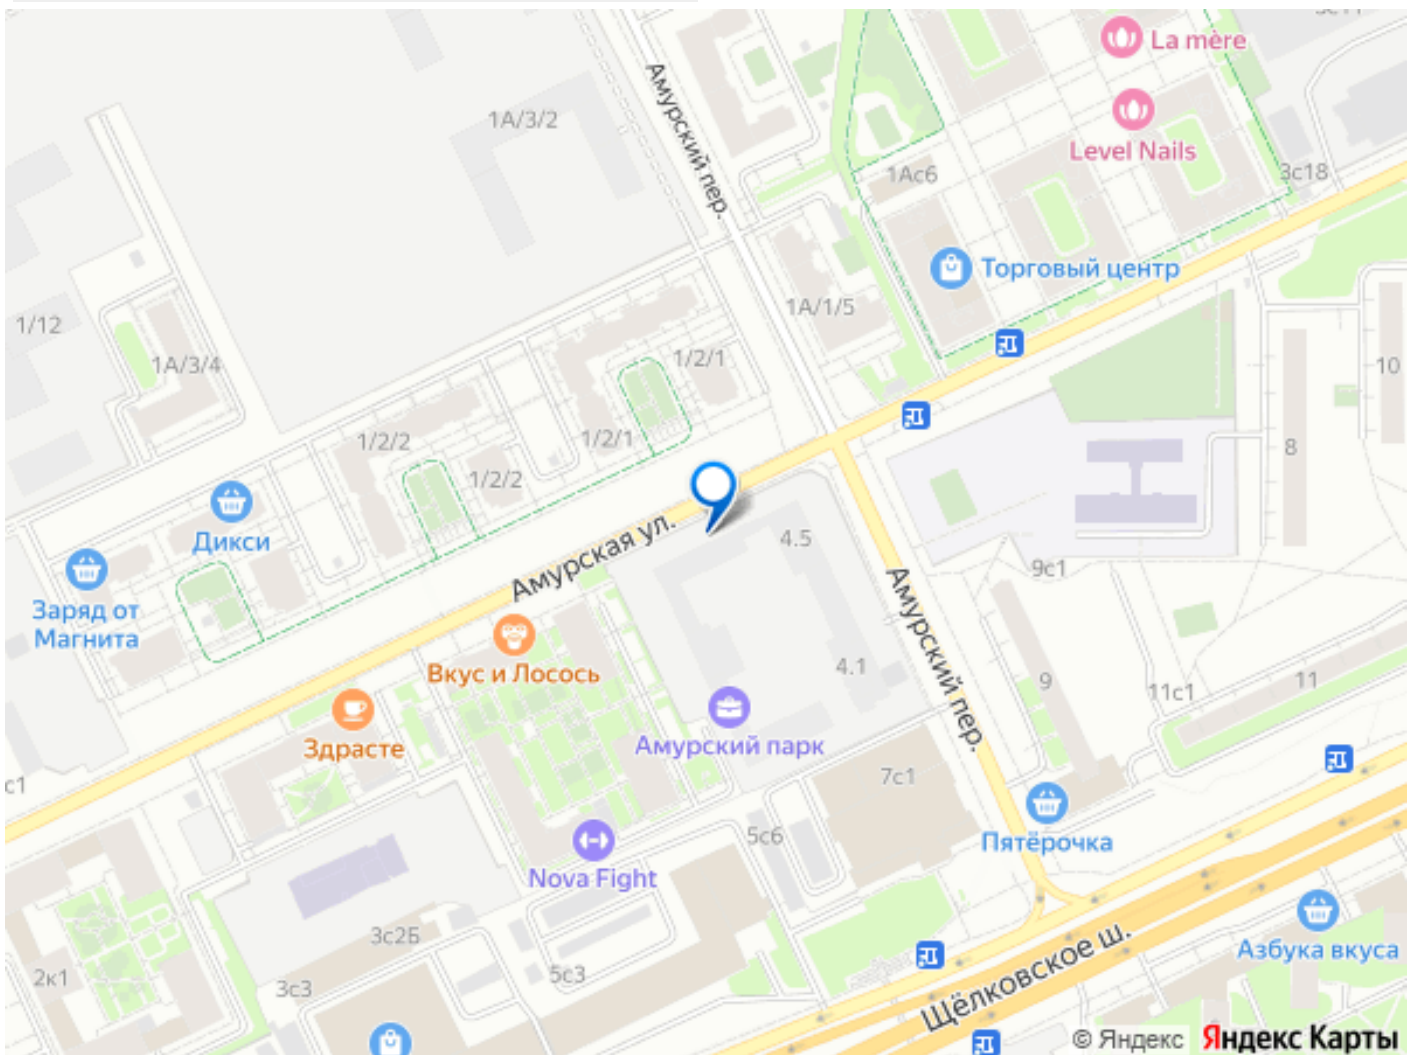 La mère
Амурский пер.
1А/3/2
Level Nails
1Ас6
3с18
Торговый центр
1/12
1А/1/5
1А/3/4
1/2/1
10
1/2/2
1/2/1
8
1/2/2
Дикси
4.5
Амурская ул.
9с1
Заряд от
Магнита
Амурский пер.
Вкус и Лосось
4.1
9
11с1
11
Здрасте
Амурский парк
7с1
с1
5с6
Пятёрочка
Nova Fight
3с2Б
Азбука вкуса
2к1
3с3
5с3
Щёлковское ш.
© Яндекс
Яндекс Карты